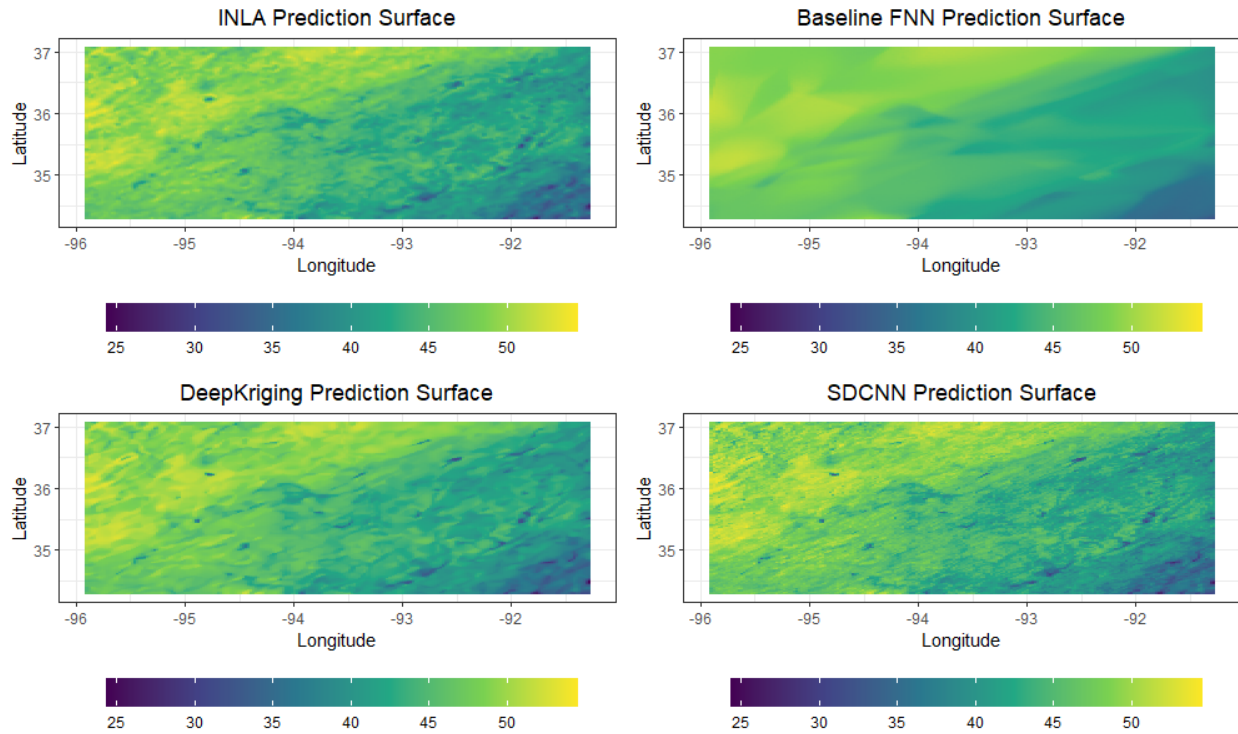 INLA Prediction Surface
37
36
35
Latitude
-96 -95 -94 -93 -92
Longitude
25 30 35 40 45 50
Baseline FNN Prediction Surface
37
36
35
Latitude
-96 -95 -94 -93 -92
Longitude
25 30 35 40 45 50
DeepKriging Prediction Surface
37
36
35
Latitude
-96 -95 -94 -93 -92
Longitude
25 30 35 40 45 50
SDCNN Prediction Surface
37
36
35
Latitude
-96 -95 -94 -93 -92
Longitude
25 30 35 40 45 50